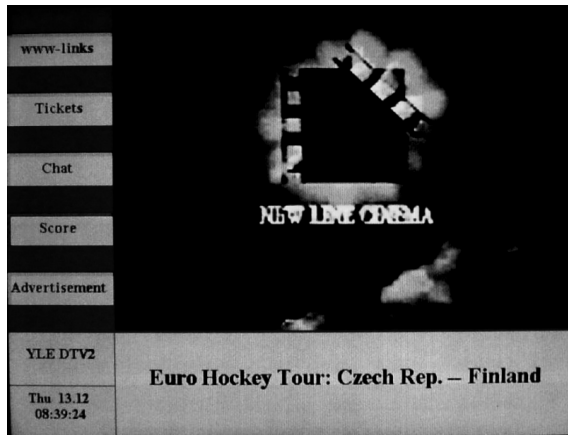 www-links
Tickets
Chat
Score
Advertisement
NEW LINE CINEMA
YLE DTV2
Thu 13.12
08:39:24
Euro Hockey Tour: Czech Rep. – Finland